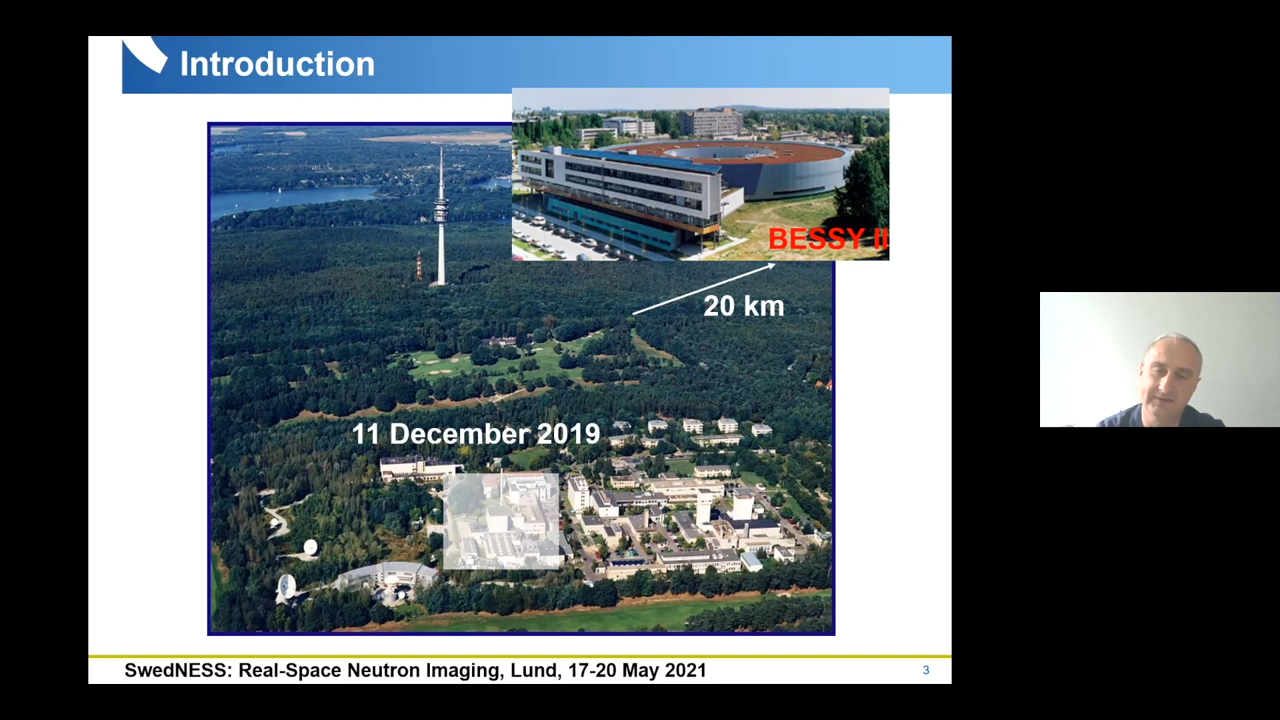 Introduction
BESSY II
20 km
11 December 2019
SwedNESS: Real-Space Neutron Imaging, Lund, 17-20 May 2021
3